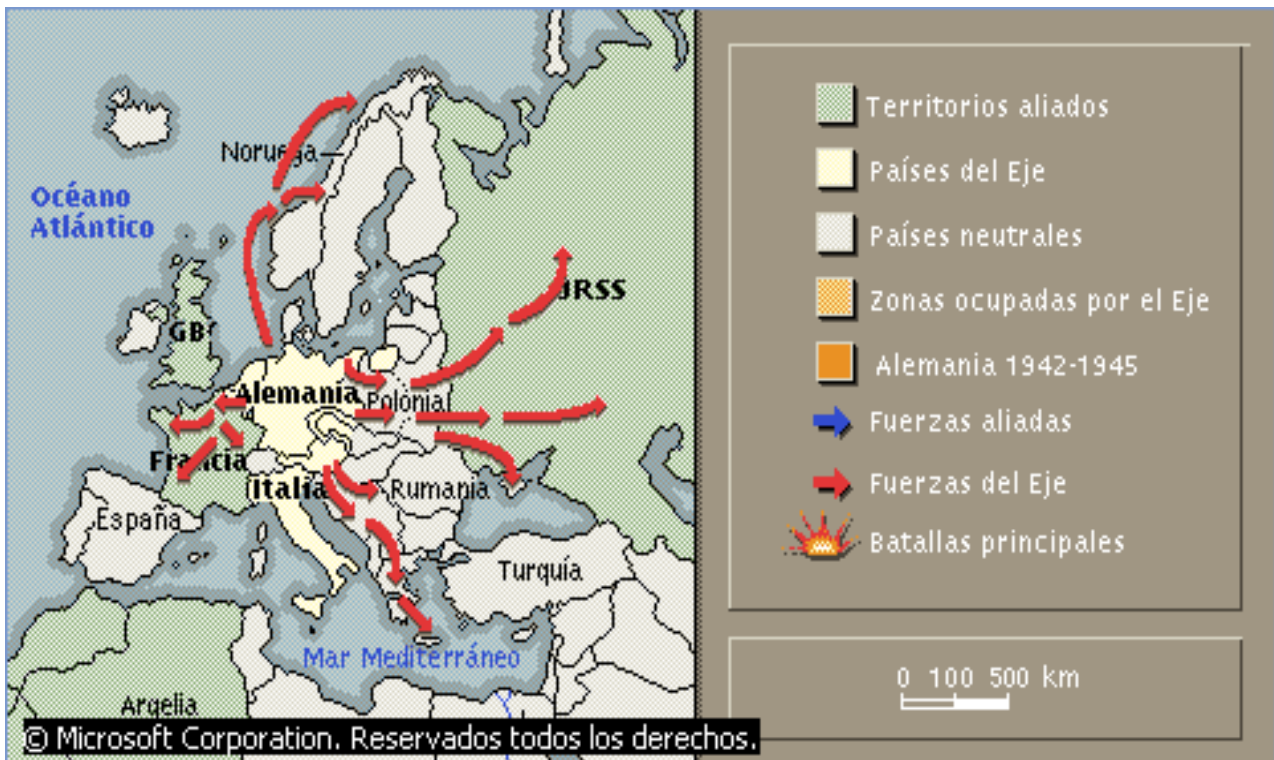 Noruega
Océano
Atlántico
URSS
GB
Alemania
Polonia
Francia
Italia
Rumania
España
Turquía
Mar Mediterráneo
Argelia
© Microsoft Corporation. Reservados todos los derechos.
Territorios aliados
Países del Eje
Países neutrales
Zonas ocupadas por el Eje
Alemania 1942-1945
Fuerzas aliadas
Fuerzas del Eje
Batallas principales
0 100 500 km